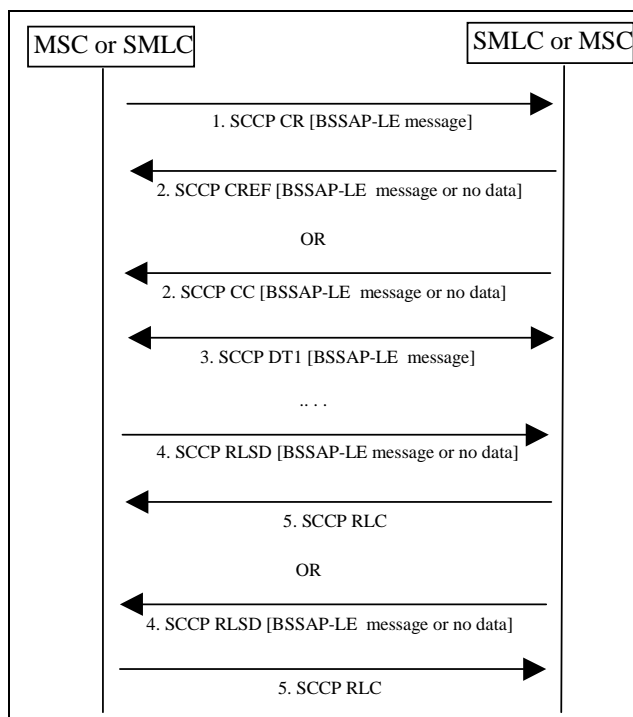 MSC or SMLC
SMLC or MSC
1. SCCP CR [BSSAP-LE message]
2. SCCP CREF [BSSAP-LE message or no data]
OR
2. SCCP CC [BSSAP-LE message or no data]
3. SCCP DT1 [BSSAP-LE message]
.. . .
4. SCCP RLSD [BSSAP-LE message or no data]
5. SCCP RLC
OR
4. SCCP RLSD [BSSAP-LE message or no data]
5. SCCP RLC